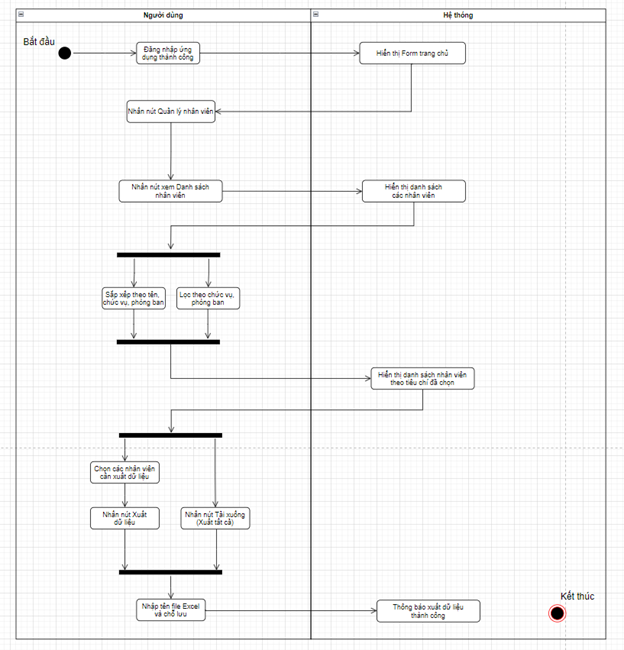 Người dùng
Hệ thống
Bắt đầu
Đăng nhập ứng
dụng thành công
Hiển thị Form trang chủ
Nhấn nút Quản lý nhân viên
Nhấn nút xem Danh sách
nhân viên
Hiển thị danh sách
các nhân viên
Sắp xếp theo tên,
chức vụ, phòng ban
Lọc theo chức vụ,
phòng ban
Hiển thị danh sách nhân viên
theo tiêu chí đã chọn
Chọn các nhân viên
cần xuất dữ liệu
Nhấn nút Xuất
dữ liệu
Nhấn nút Tải xuống
(Xuất tất cả)
Nhập tên file Excel
và chỗ lưu
Thông báo xuất dữ liệu
thành công
Kết thúc